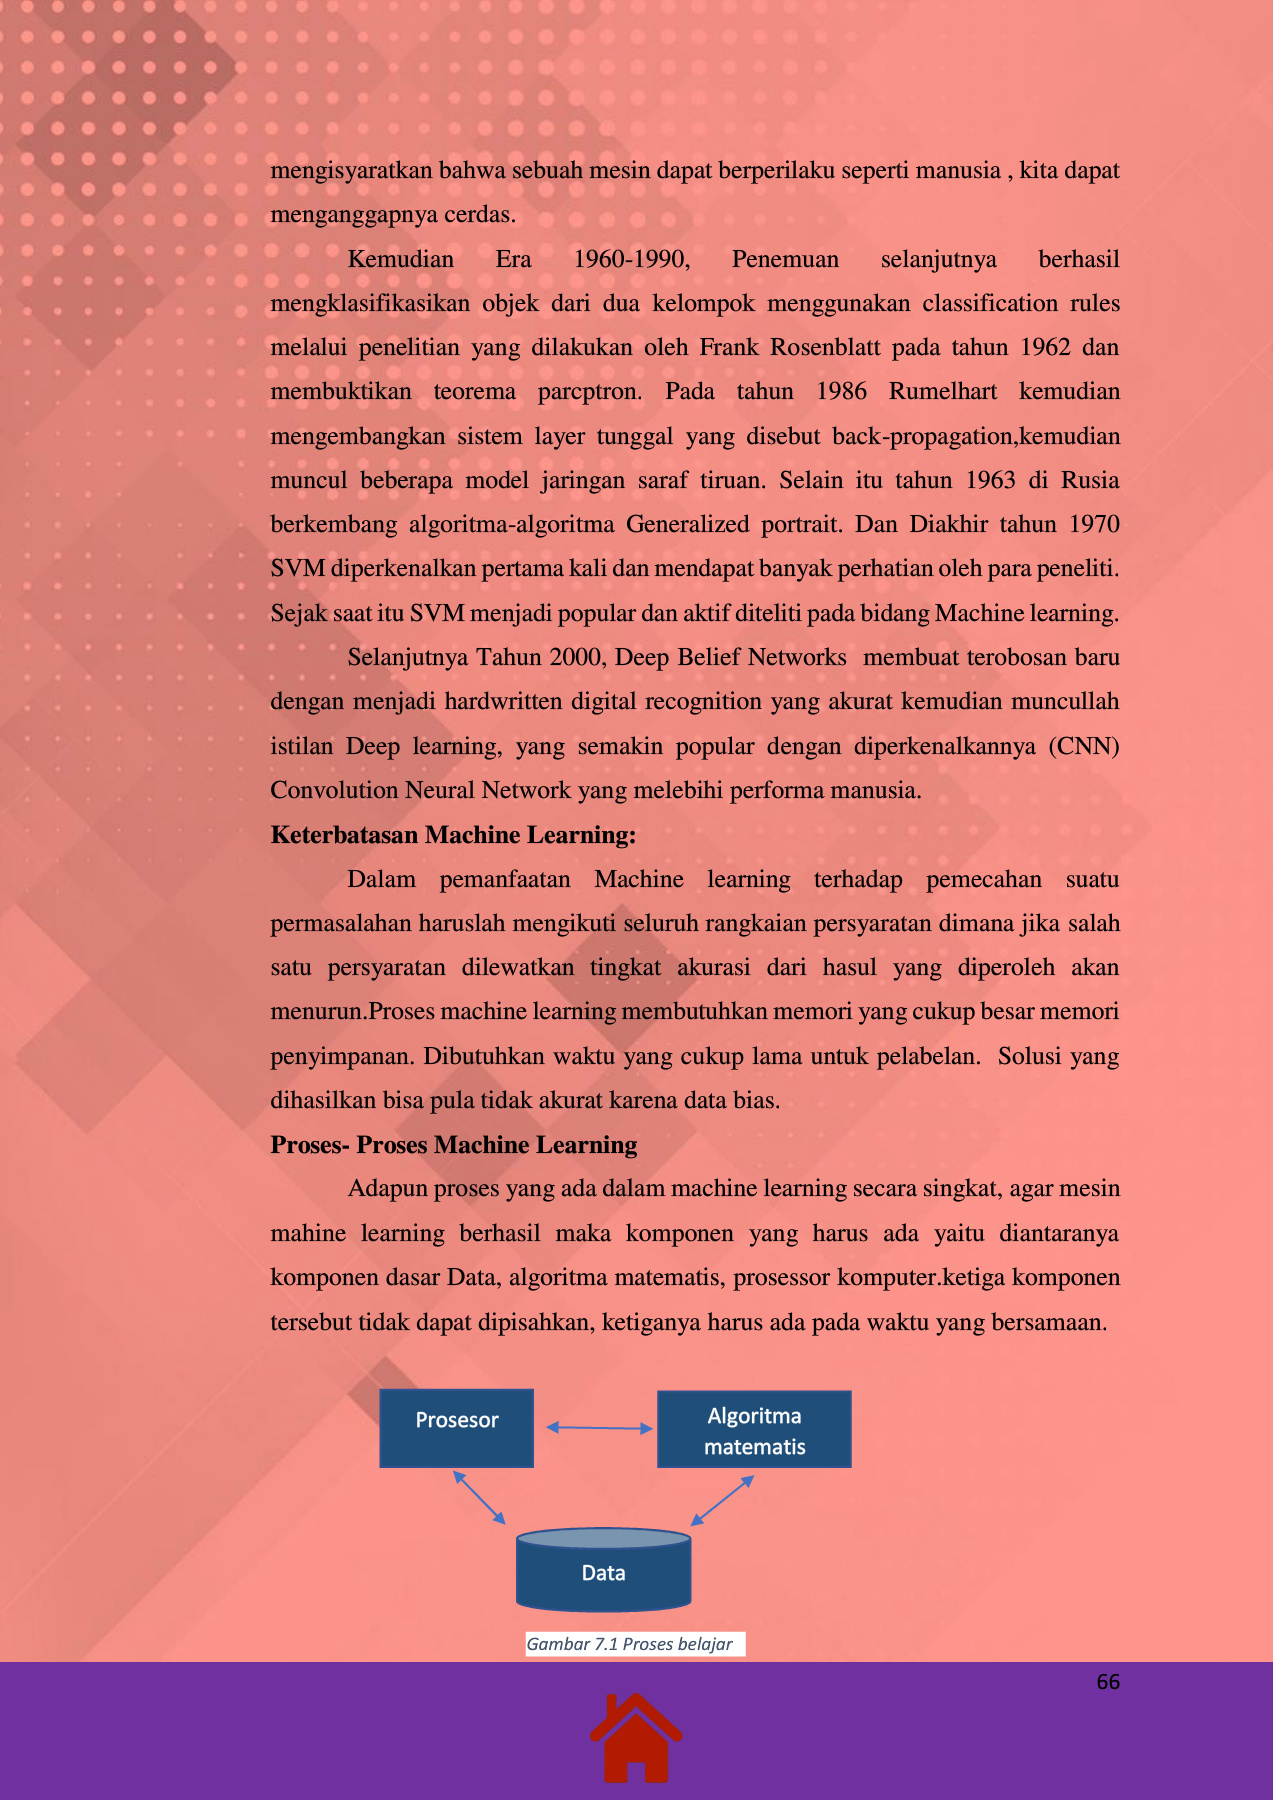 mengisyaratkan bahwa sebuah mesin dapat berperilaku seperti manusia , kita dapat
menganggapnya cerdas.
Kemudian Era 1960-1990, Penemuan selanjutnya berhasil
mengklasifikasikan objek dari dua kelompok menggunakan classification rules
melalui penelitian yang dilakukan oleh Frank Rosenblatt pada tahun 1962 dan
membuktikan teorema parcptron. Pada tahun 1986 Rumelhart kemudian
mengembangkan sistem layer tunggal yang disebut back-propagation,kemudian
muncul beberapa model jaringan saraf tiruan. Selain itu tahun 1963 di Rusia
berkembang algoritma-algoritma Generalized portrait. Dan Diakhir tahun 1970
SVM diperkenalkan pertama kali dan mendapat banyak perhatian oleh para peneliti.
Sejak saat itu SVM menjadi popular dan aktif diteliti pada bidang Machine learning.
Selanjutnya Tahun 2000, Deep Belief Networks membuat terobosan baru
dengan menjadi hardwritten digital recognition yang akurat kemudian muncullah
istilan Deep learning, yang semakin popular dengan diperkenalkannya (CNN)
Convolution Neural Network yang melebihi performa manusia.
Keterbatasan Machine Learning:
Dalam pemanfaatan Machine learning terhadap pemecahan suatu
permasalahan haruslah mengikuti seluruh rangkaian persyaratan dimana jika salah
satu persyaratan dilewatkan tingkat akurasi dari hasul yang diperoleh akan
menurun.Proses machine learning membutuhkan memori yang cukup besar memori
penyimpanan. Dibutuhkan waktu yang cukup lama untuk pelabelan. Solusi yang
dihasilkan bisa pula tidak akurat karena data bias.
Proses- Proses Machine Learning
Adapun proses yang ada dalam machine learning secara singkat, agar mesin
mahine learning berhasil maka komponen yang harus ada yaitu diantaranya
komponen dasar Data, algoritma matematis, prosessor komputer.ketiga komponen
tersebut tidak dapat dipisahkan, ketiganya harus ada pada waktu yang bersamaan.
Prosesor
Algoritma
matematis
Data
Gambar 7.1 Proses belajar
66